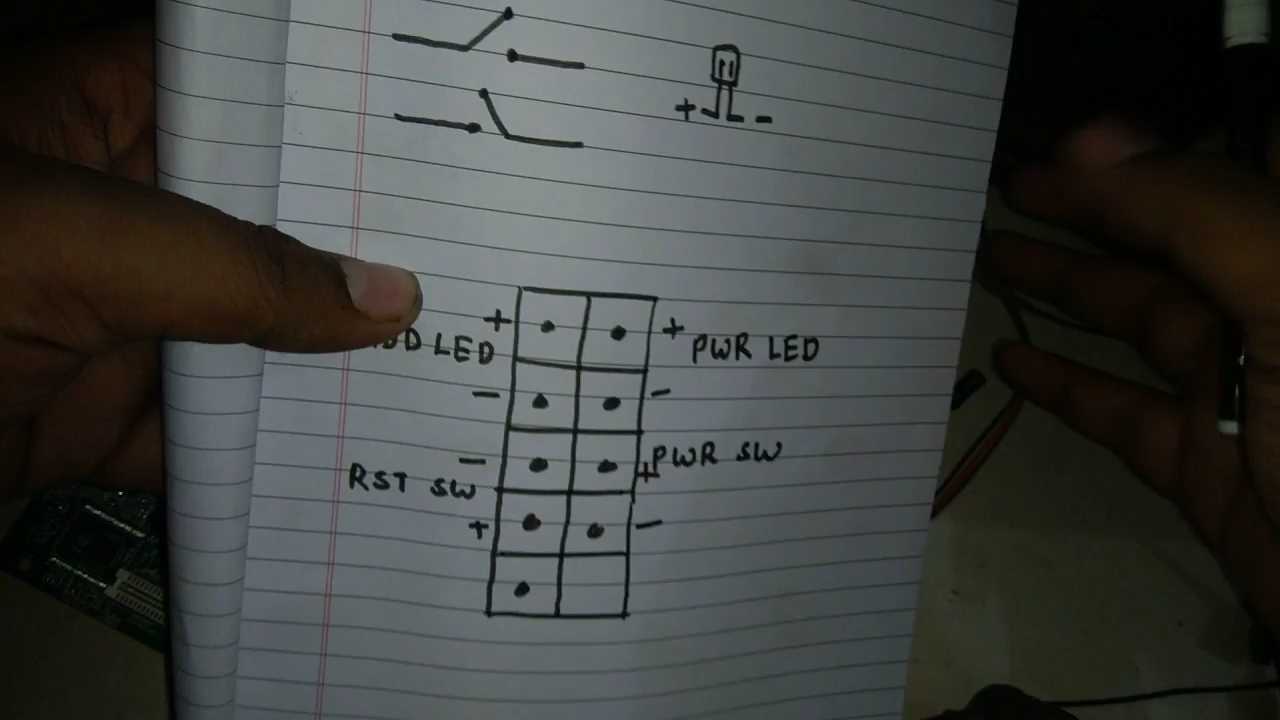 + -
+ + PWR LED
LED
- -
- + PWR SW
RST SW
+ -